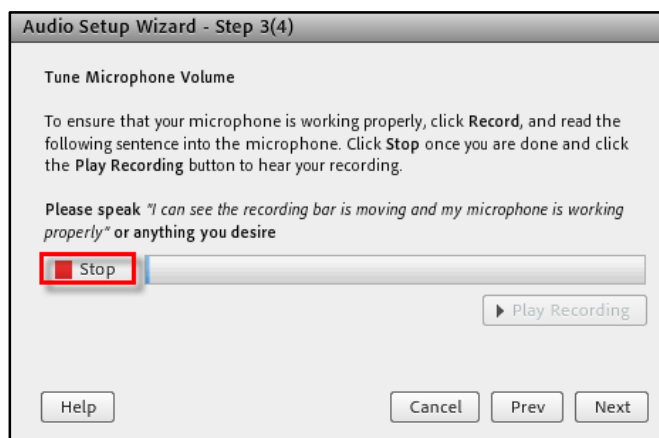 Audio Setup Wizard - Step 3(4)
Tune Microphone Volume
To ensure that your microphone is working properly, click Record, and read the
following sentence into the microphone. Click Stop once you are done and click
the Play Recording button to hear your recording.
Please speak "I can see the recording bar is moving and my microphone is working
properly" or anything you desire
Stop
Play Recording
Help
Cancel
Prev
Next